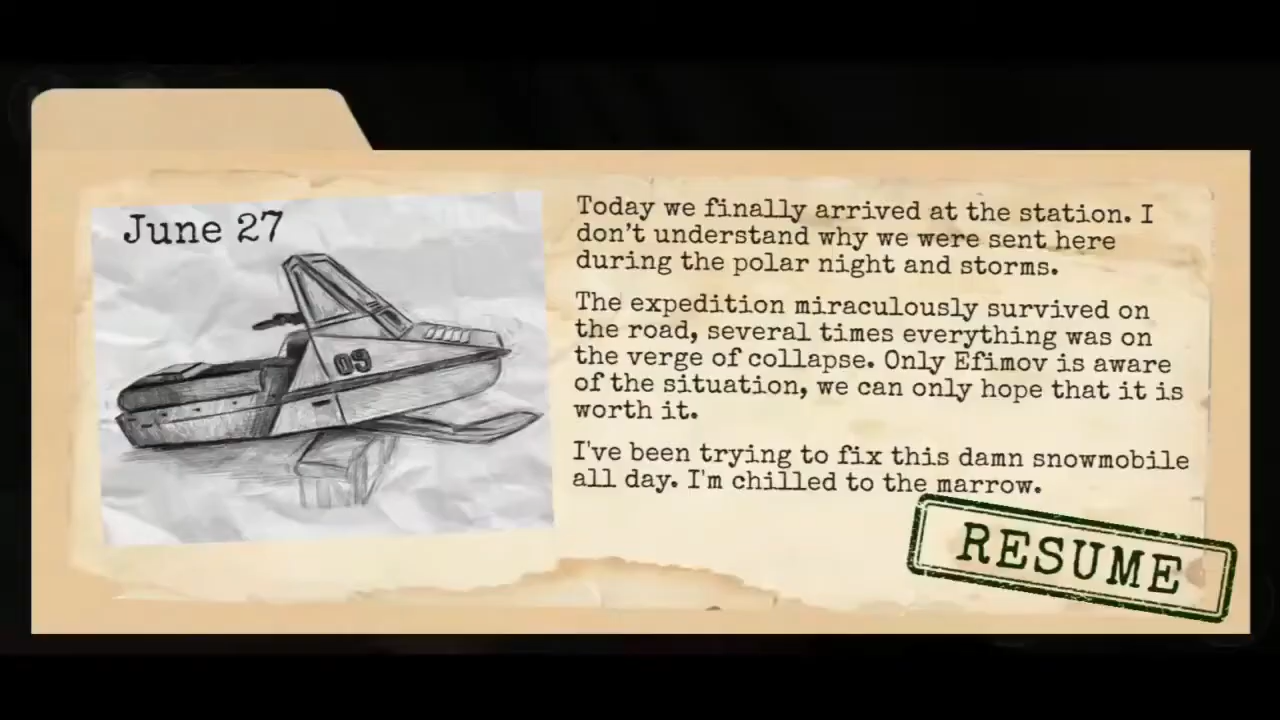 June 27
09
Today we finally arrived at the station. I
don't understand why we were sent here
during the polar night and storms.
The expedition miraculously survived on
the road, several times everything was on
the verge of collapse. Only Efimov is aware
of the situation, we can only hope that it is
worth it.
I've been trying to fix this damn snowmobile
all day. I'm chilled to the marrow.
RESUME